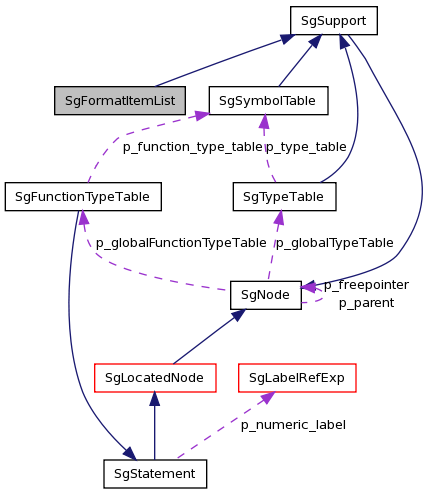 SgSupport
SgFormatItemList
SgSymbolTable
p_function_type_table
p_type_table
SgFunctionTypeTable
SgTypeTable
p_globalFunctionTypeTable
p_globalTypeTable
SgNode
p_freepointer
p_parent
SgLocatedNode
SgLabelRefExp
p_numeric_label
SgStatement